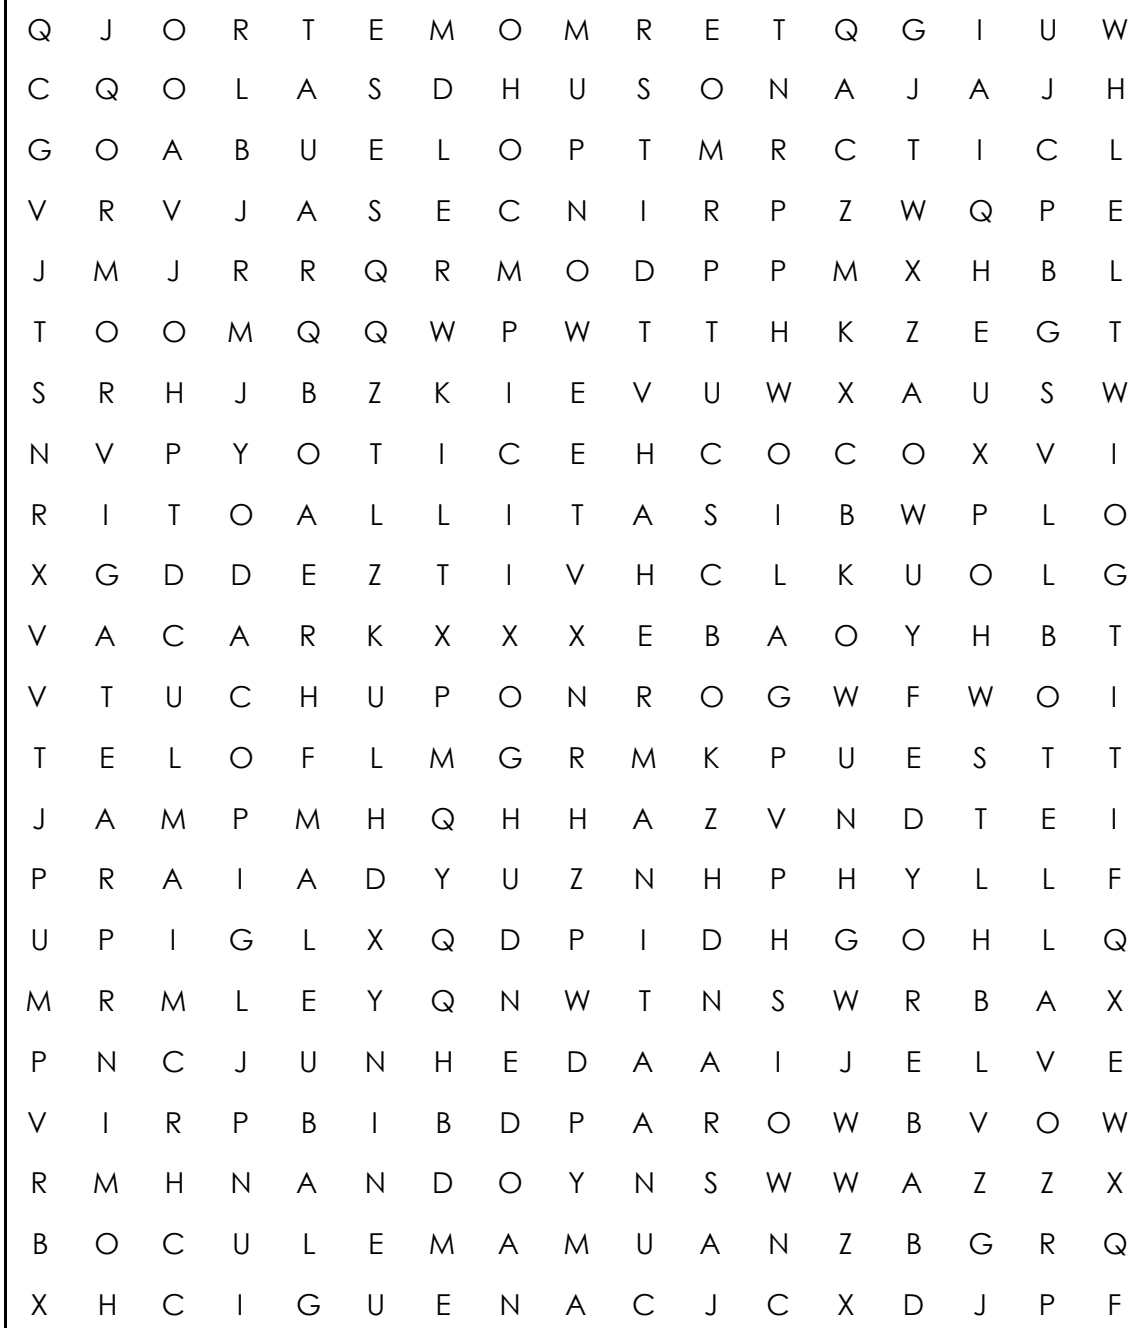 Q J O R T E M O M R E T Q G I U W
C Q O L A S D H U S O N A J A J H
G O A B U E L O P T M R C T I C L
V R V J A S E C N I R P Z W Q P E
J M J R R Q R M O D P P M X H B L
T O O M Q Q W P W T T H K Z E G T
S R H J B Z K I E V U W X A U S W
N V P Y O T I C E H C O C O X V I
R I T O A L L I T A S I B W P L O
X G D D E Z T I V H C L K U O L G
V A C A R K X X X E B A O Y H B T
V T U C H U P O N R O G W F W O I
T E L O F L M G R M K P U E S T T
J A M P M H Q H H A Z V N D T E I
P R A I A D Y U Z N H P H Y L L F
U P I G L X Q D P I D H G O H L Q
M R M L E Y Q N W T N S W R B A X
P N C J U N H E D A A I J E L V E
V I R P B I B D P A R O W B V O W
R M H N A N D O Y N S W W A Z Z X
B O C U L E M A M U A N Z B G R Q
X H C I G U E N A C J C X D J P F